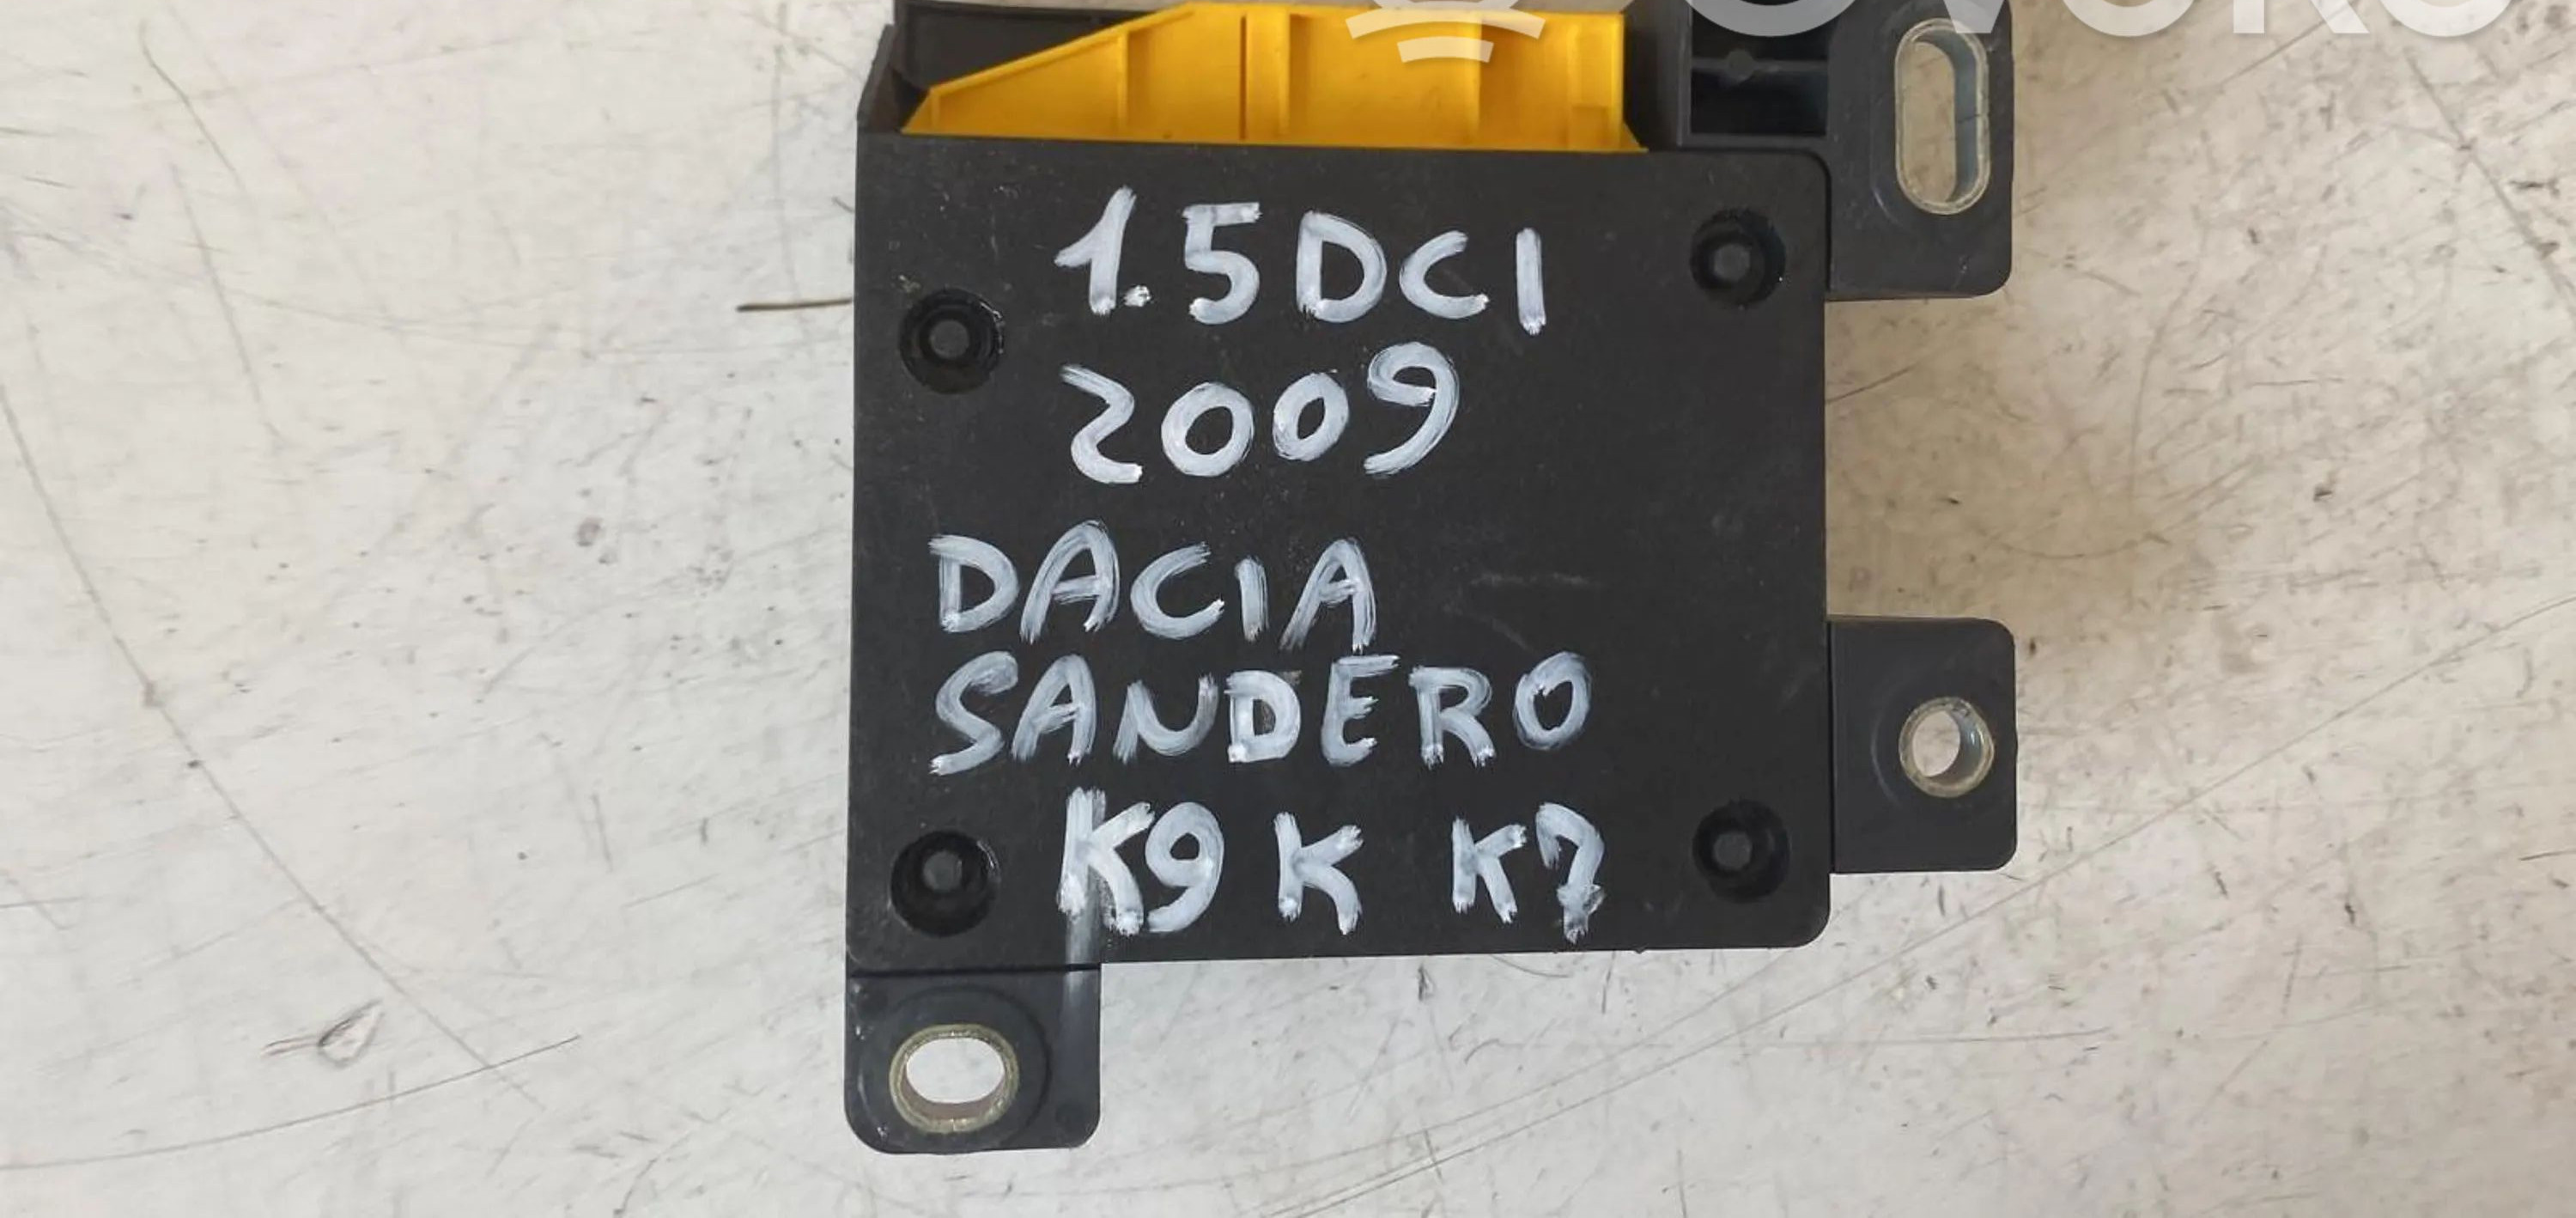 1.5DCI
2009
DACIA
SANDERO
K9K K7